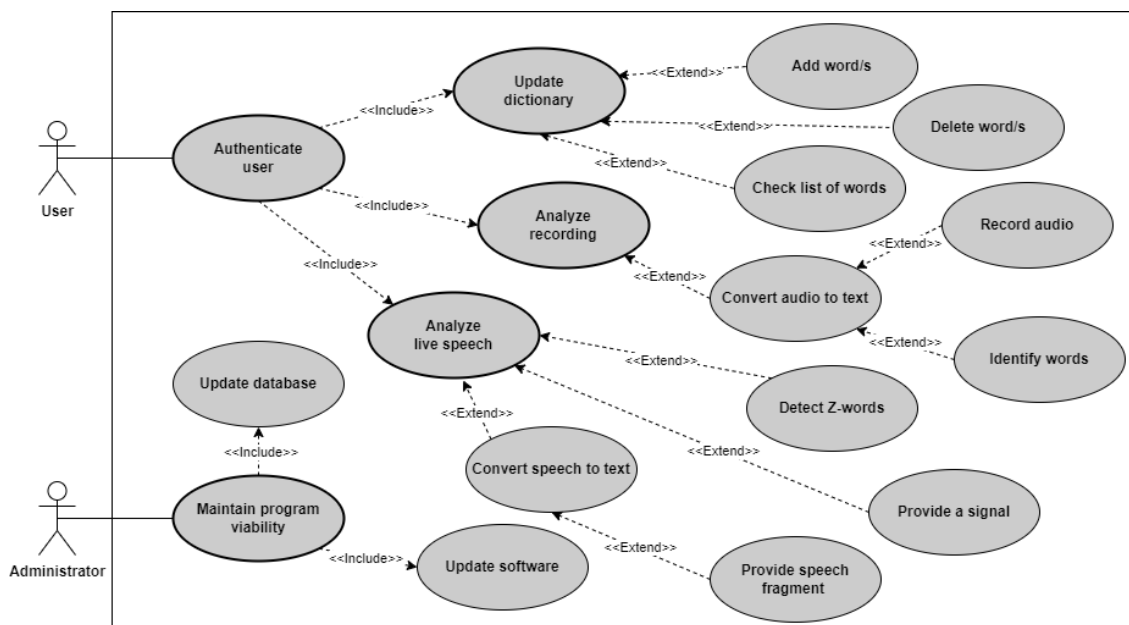 Add word/s
<<Extend>>
Update
dictionary
<<Include>>
<<Extend>>
Delete word/s
Authenticate
user
<<Extend>>
Check list of words
User
<<Include>>
Analyze
recording
Record audio
<<Extend>>
<<Include>>
<<Extend>>
Convert audio to text
Analyze
live speech
<<Extend>>
Identify words
<<Extend>>
Update database
Detect Z-words
<<Extend>>
<<Extend>>
<<Include>>
Convert speech to text
Maintain program
viability
Provide a signal
<<Extend>>
<<Include>>
Update software
Provide speech
fragment
Administrator